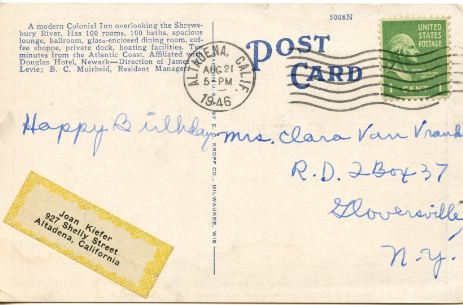 A modern Colonial Inn overlooking the Shrews-
bury River. Has 100 rooms, 100 baths, spacious
lounge, ballroom, glass-enclosed dining room, cof-
fee shoppe, private dock, boating facilities. Ten
minutes from the Atlantic Coast. Affiliated with
Douglas Hotel, Newark—Direction of James
Levie; B. C. Muirheid, Resident Manager.
5008N
POST
CARD
ALTADENA, CALIF.
AUG 21
5-PM
1946
UNITED
STATES
POSTAGE
1 CENT 1
Happy Birthday
Mrs. Clara Van Vrank
R.D. 2 Box 37
Gloversville
N.Y.
E. C. KROPP CO., MILWAUKEE, WIS.
Joan Kiefer
927 Shelly Street
Altadena, California